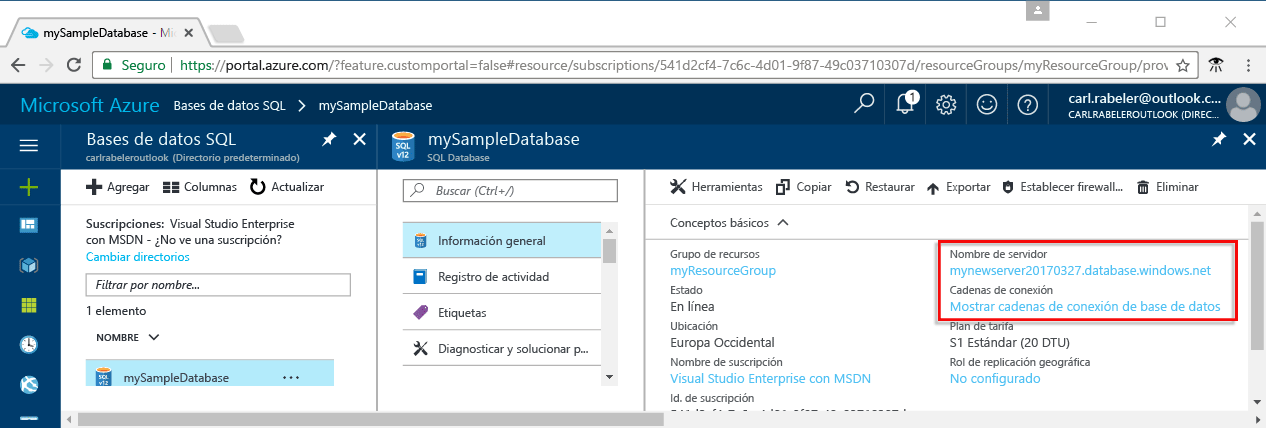 mySampleDatabase - Mi
Seguro https://portal.azure.com/?feature.customportal=false#resource/subscriptions/541d2cf4-7c6c-4d01-9f87-49c03710307d/resourceGroups/myResourceGroup/prov
Microsoft Azure Bases de datos SQL > mySampleDatabase
1
carl.rabeler@outlook.c...
CARLRABELEROUTLOOK (DIREC...
Bases de datos SQL
carlrabeleroutlook (Directorio predeterminado)
Agregar Columnas Actualizar
Suscripciones: Visual Studio Enterprise
con MSDN - ¿No ve una suscripción?
Cambiar directorios
Filtrar por nombre...
1 elemento
NOMBRE
SQL v12 mySampleDatabase ...
SQL v12
mySampleDatabase
SQL Database
Buscar (Ctrl+/)
Información general
Registro de actividad
Etiquetas
Diagnosticar y solucionar p...
Herramientas Copiar Restaurar Exportar Establecer firewall... Eliminar
Conceptos básicos
Grupo de recursos
myResourceGroup
Estado
En línea
Ubicación
Europa Occidental
Nombre de suscripción
Visual Studio Enterprise con MSDN
Id. de suscripción
Nombre de servidor
mynewserver20170327.database.windows.net
Cadenas de conexión
Mostrar cadenas de conexión de base de datos
Plan de tarifa
S1 Estándar (20 DTU)
Rol de replicación geográfica
No configurado